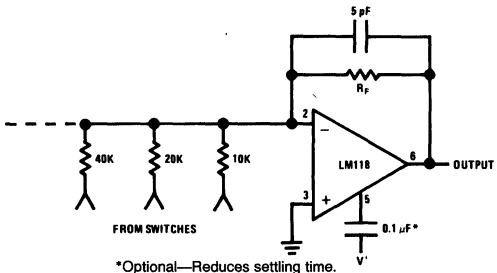 5 pF
R_F
2
LM118
6
OUTPUT
40K
20K
10K
3
5
FROM SWITCHES
0.1 µF*
V'
*Optional—Reduces settling time.